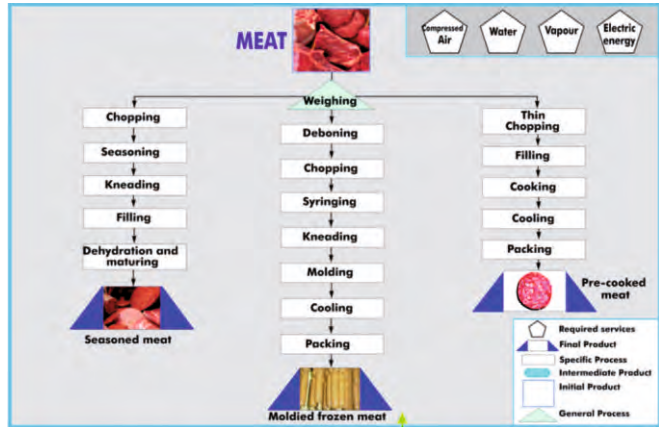 MEAT
Compressed
Air
Water
Vapour
Electric
energy
Weighing
Chopping
Seasoning
Kneading
Filling
Dehydration and
maturing
Seasoned meat
Deboning
Chopping
Syringing
Kneading
Molding
Cooling
Packing
Moldied frozen meat
Thin
Chopping
Filling
Cooking
Cooling
Packing
Pre-cooked
meat
Required services
Final Product
Specific Process
Intermediate Product
Initial Product
General Process